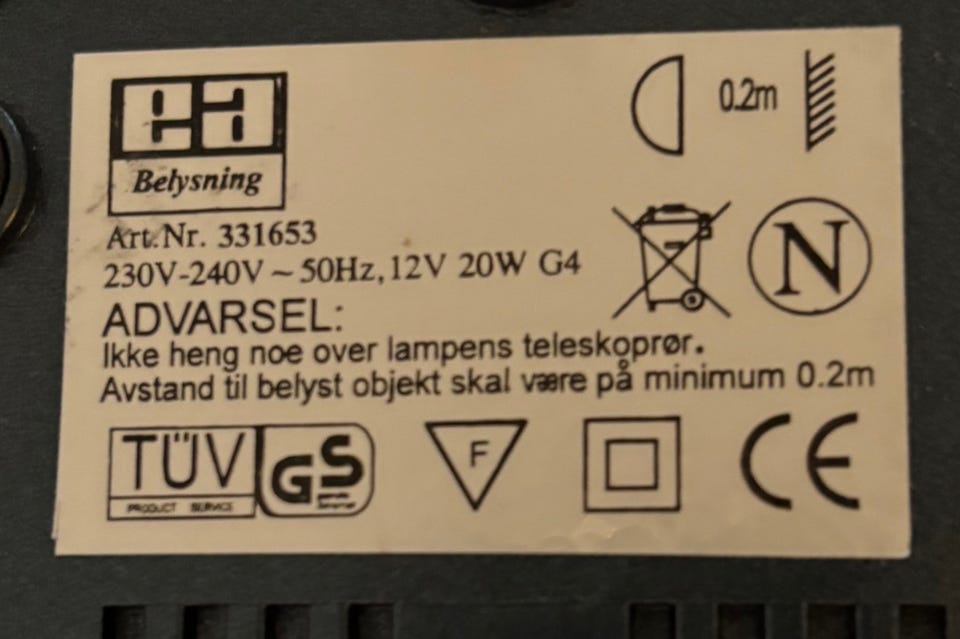 ea
Belysning
0.2m
Art.Nr. 331653
230V-240V ~ 50Hz, 12V 20W G4
N
ADVARSEL:
Ikke heng noe over lampens teleskoprør.
Avstand til belyst objekt skal være på minimum 0.2m
TÜV
PRODUCT SERVICE
GS
F
CE